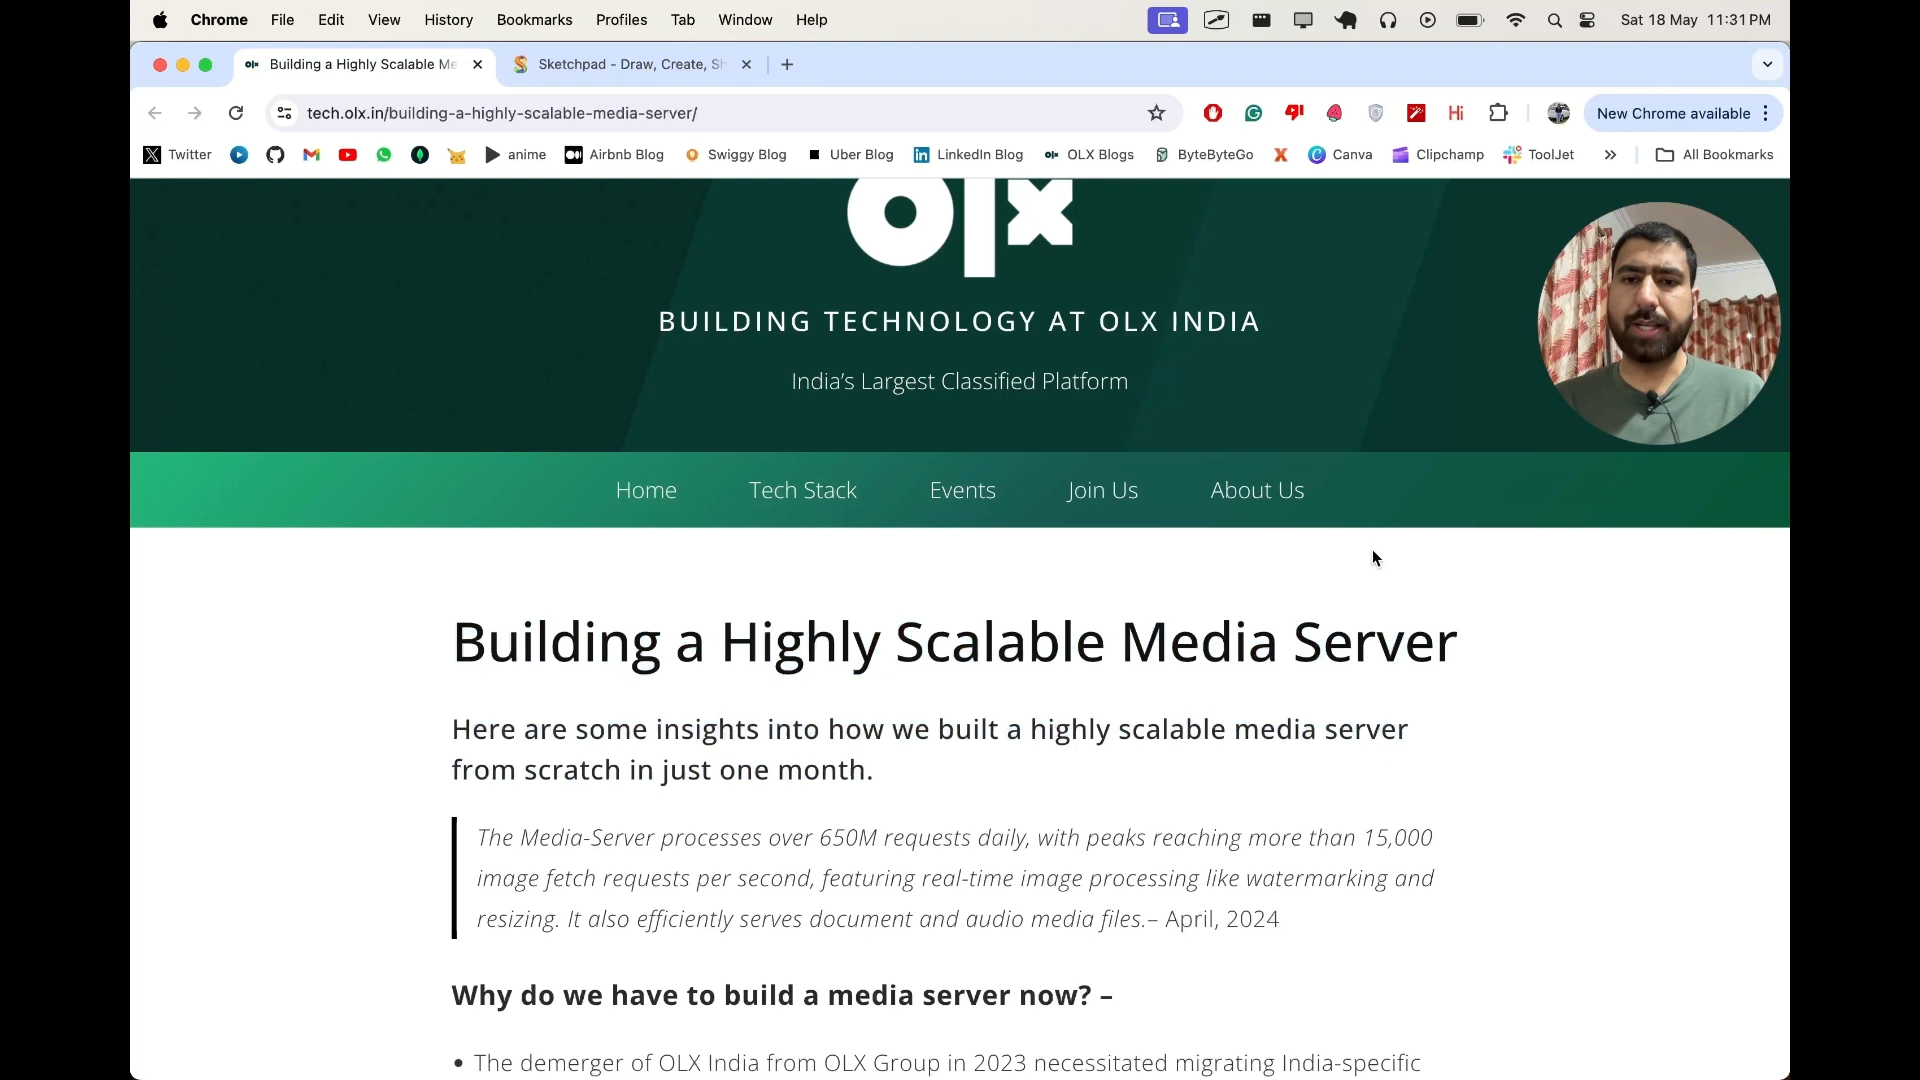 Chrome File Edit View History Bookmarks Profiles Tab Window Help Sat 18 May 11:31 PM
Building a Highly Scalable Me Sketchpad - Draw, Create, Sh
tech.olx.in/building-a-highly-scalable-media-server/ Hi New Chrome available
Twitter anime Airbnb Blog Swiggy Blog Uber Blog LinkedIn Blog OLX Blogs ByteByteGo Canva Clipchamp ToolJet All Bookmarks
olx
BUILDING TECHNOLOGY AT OLX INDIA
India’s Largest Classified Platform
Home Tech Stack Events Join Us About Us
Building a Highly Scalable Media Server
Here are some insights into how we built a highly scalable media server
from scratch in just one month.
The Media-Server processes over 650M requests daily, with peaks reaching more than 15,000
image fetch requests per second, featuring real-time image processing like watermarking and
resizing. It also efficiently serves document and audio media files.– April, 2024
Why do we have to build a media server now? –
• The demerger of OLX India from OLX Group in 2023 necessitated migrating India-specific